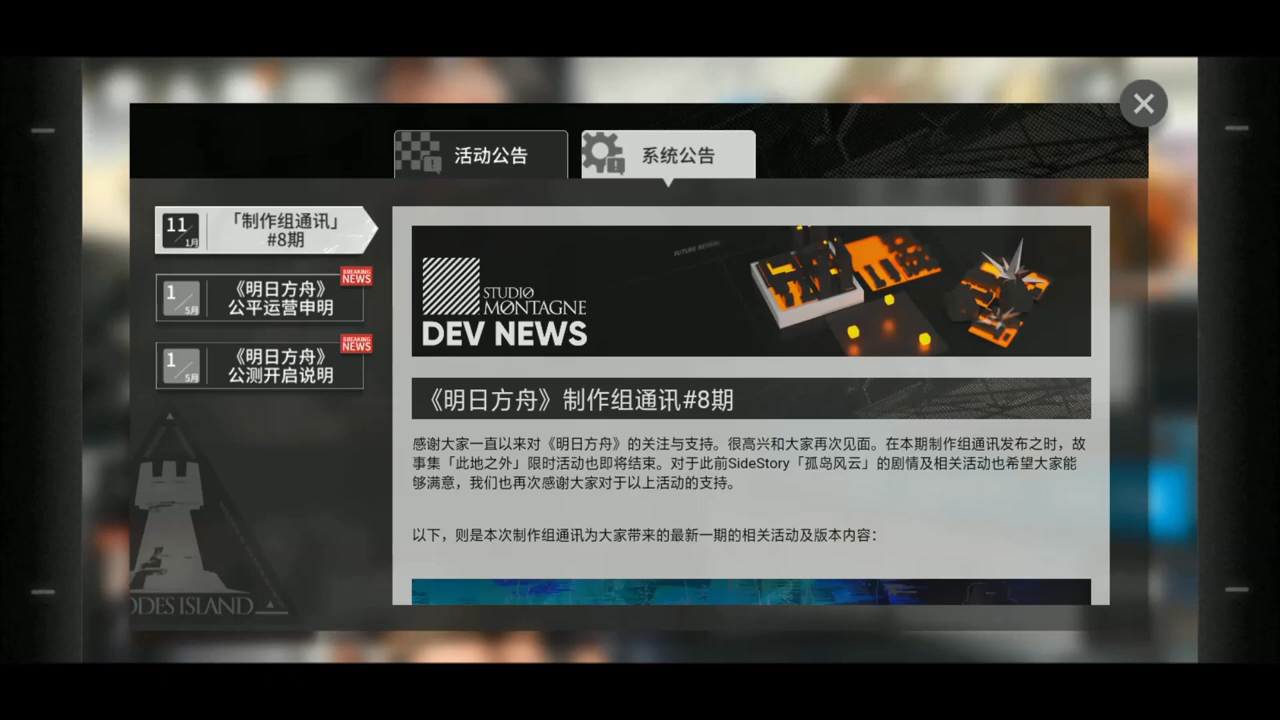 活动公告
系统公告
11
1月
「制作组通讯」
#8期
BREAKING
NEWS
1
5月
《明日方舟》
公平运营申明
BREAKING
NEWS
1
5月
《明日方舟》
公测开启说明
ODES ISLAND
STUDIO
MONTAGNE
DEV NEWS
《明日方舟》制作组通讯#8期
感谢大家一直以来对《明日方舟》的关注与支持。很高兴和大家再次见面。在本期制作组通讯发布之时，故
事集「此地之外」限时活动也即将结束。对于此前SideStory「孤岛风云」的剧情及相关活动也希望大家能
够满意，我们也再次感谢大家对于以上活动的支持。
以下，则是本次制作组通讯为大家带来的最新一期的相关活动及版本内容：